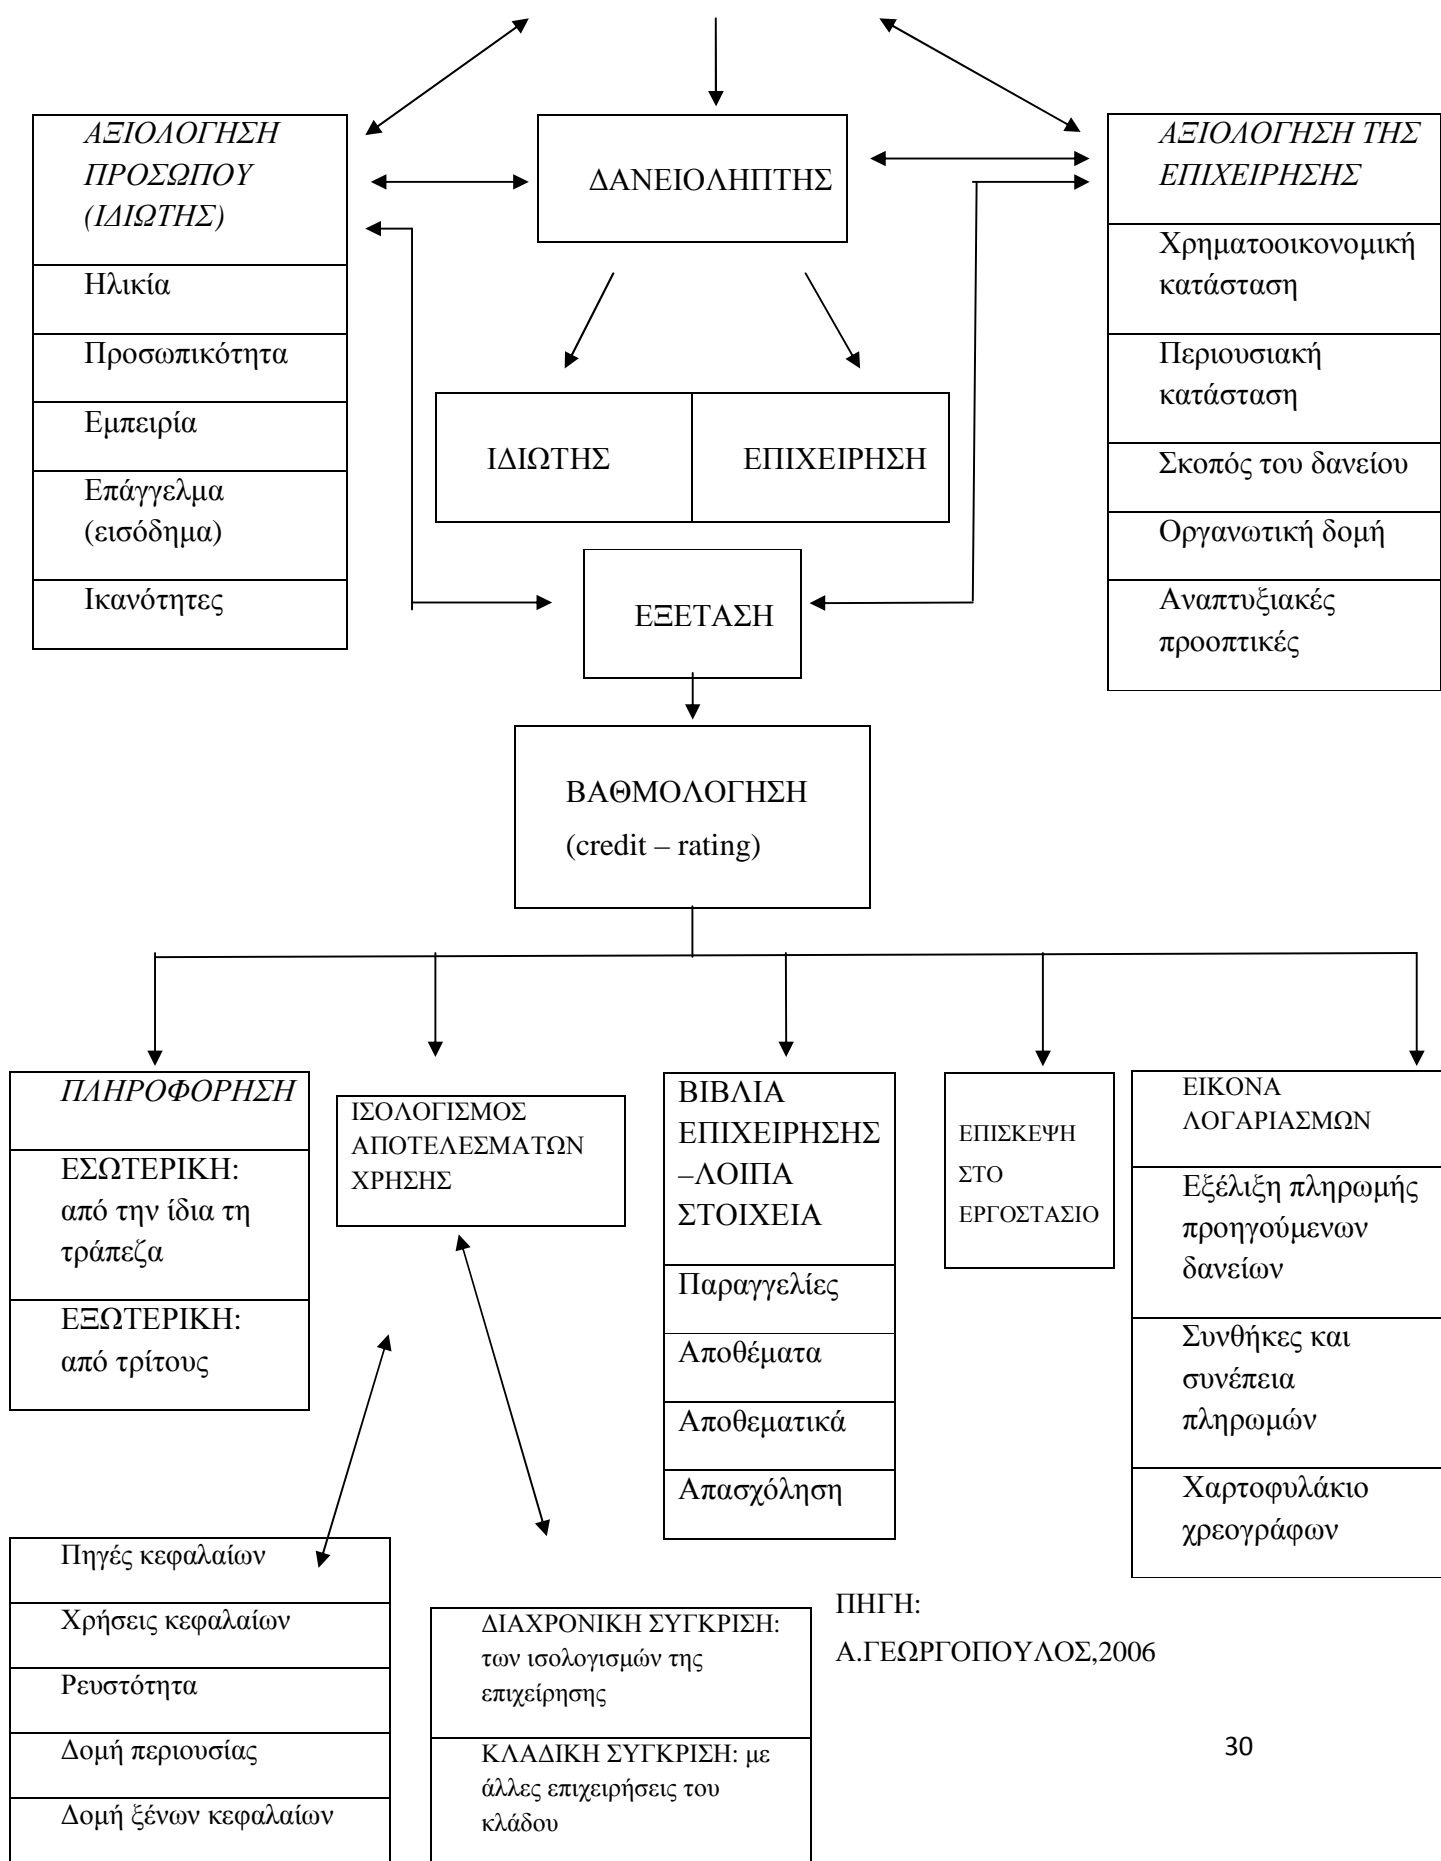 ΑΞΙΟΛΟΓΗΣΗ
ΠΡΟΣΩΠΟΥ
(ΙΔΙΩΤΗΣ)
Ηλικία
Προσωπικότητα
Εμπειρία
Επάγγελμα
(εισόδημα)
Ικανότητες
ΔΑΝΕΙΟΛΗΠΤΗΣ
ΑΞΙΟΛΟΓΗΣΗ ΤΗΣ
ΕΠΙΧΕΙΡΗΣΗΣ
Χρηματοοικονομική
κατάσταση
Περιουσιακή
κατάσταση
Σκοπός του δανείου
Οργανωτική δομή
Αναπτυξιακές
προοπτικές
ΙΔΙΩΤΗΣ
ΕΠΙΧΕΙΡΗΣΗ
ΕΞΕΤΑΣΗ
ΒΑΘΜΟΛΟΓΗΣΗ
(credit – rating)
ΠΛΗΡΟΦΟΡΗΣΗ
ΕΣΩΤΕΡΙΚΗ:
από την ίδια τη
τράπεζα
ΕΞΩΤΕΡΙΚΗ:
από τρίτους
ΙΣΟΛΟΓΙΣΜΟΣ
ΑΠΟΤΕΛΕΣΜΑΤΩΝ
ΧΡΗΣΗΣ
ΒΙΒΛΙΑ
ΕΠΙΧΕΙΡΗΣΗΣ
–ΛΟΙΠΑ
ΣΤΟΙΧΕΙΑ
Παραγγελίες
Αποθέματα
Αποθεματικά
Απασχόληση
ΕΠΙΣΚΕΨΗ
ΣΤΟ
ΕΡΓΟΣΤΑΣΙΟ
ΕΙΚΟΝΑ
ΛΟΓΑΡΙΑΣΜΩΝ
Εξέλιξη πληρωμής
προηγούμενων
δανείων
Συνθήκες και
συνέπεια
πληρωμών
Χαρτοφυλάκιο
χρεογράφων
Πηγές κεφαλαίων
Χρήσεις κεφαλαίων
Ρευστότητα
Δομή περιουσίας
Δομή ξένων κεφαλαίων
ΔΙΑΧΡΟΝΙΚΗ ΣΥΓΚΡΙΣΗ:
των ισολογισμών της
επιχείρησης
ΚΛΑΔΙΚΗ ΣΥΓΚΡΙΣΗ: με
άλλες επιχειρήσεις του
κλάδου
ΠΗΓΗ:
Α.ΓΕΩΡΓΟΠΟΥΛΟΣ,2006
30